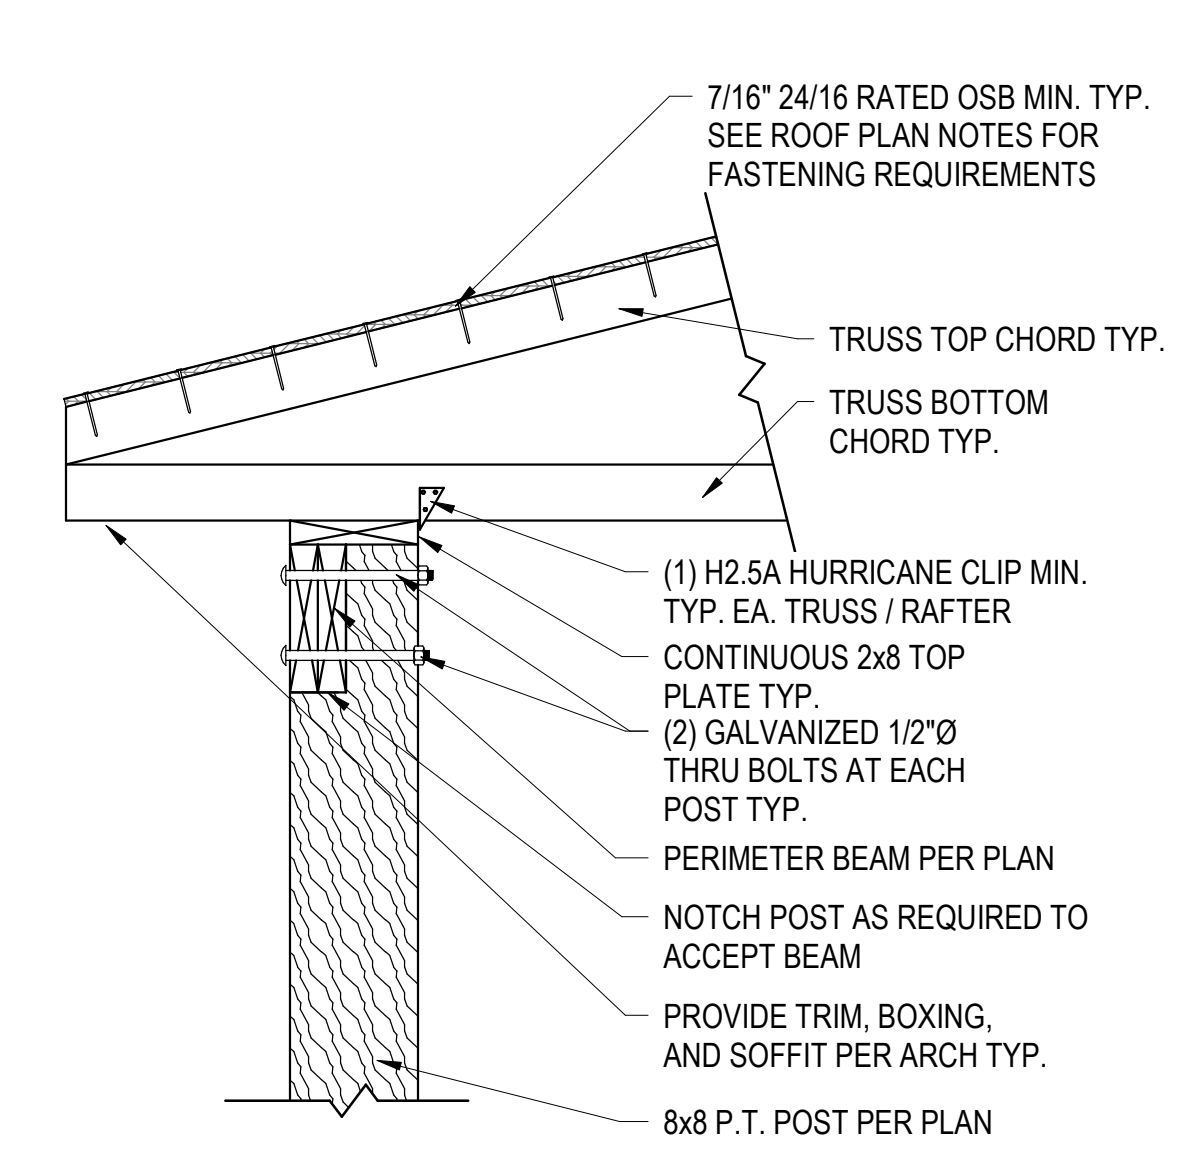 7/16" 24/16 RATED OSB MIN. TYP.
SEE ROOF PLAN NOTES FOR
FASTENING REQUIREMENTS
TRUSS TOP CHORD TYP.
TRUSS BOTTOM
CHORD TYP.
(1) H2.5A HURRICANE CLIP MIN.
TYP. EA. TRUSS / RAFTER
CONTINUOUS 2x8 TOP
PLATE TYP.
(2) GALVANIZED 1/2"Ø
THRU BOLTS AT EACH
POST TYP.
PERIMETER BEAM PER PLAN
NOTCH POST AS REQUIRED TO
ACCEPT BEAM
PROVIDE TRIM, BOXING,
AND SOFFIT PER ARCH TYP.
8x8 P.T. POST PER PLAN